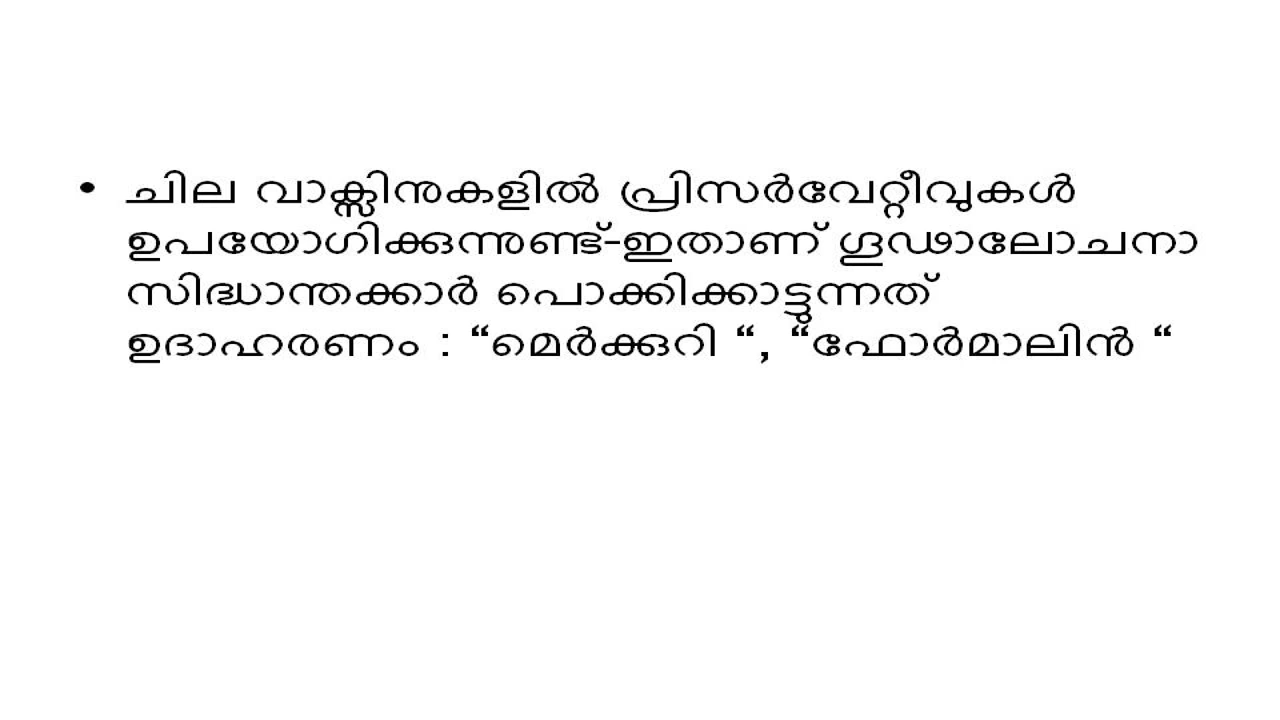 • ചില വാക്സിനുകളിൽ പ്രിസർവേറ്റീവുകൾ
ഉപയോഗിക്കുന്നുണ്ട്-ഇതാണ് ഗൂഢാലോചനാ
സിദ്ധാന്തക്കാർ പൊക്കിക്കാട്ടുന്നത്
ഉദാഹരണം : “മെർക്കുറി “, “ഫോർമാലിൻ “